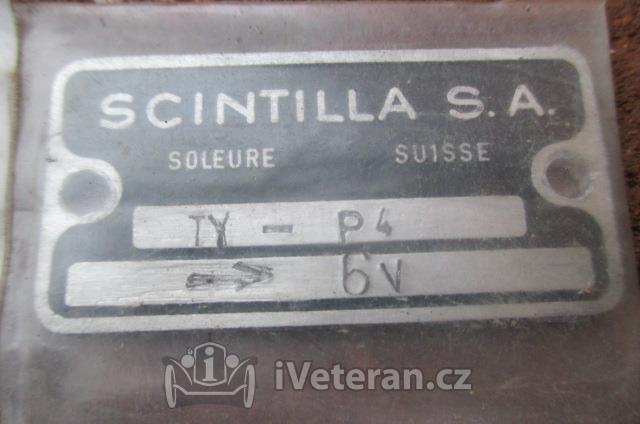 SCINTILLA S.A.
SOLEURE SUISSE
TY - P4
→ 6V
iVeteran.cz